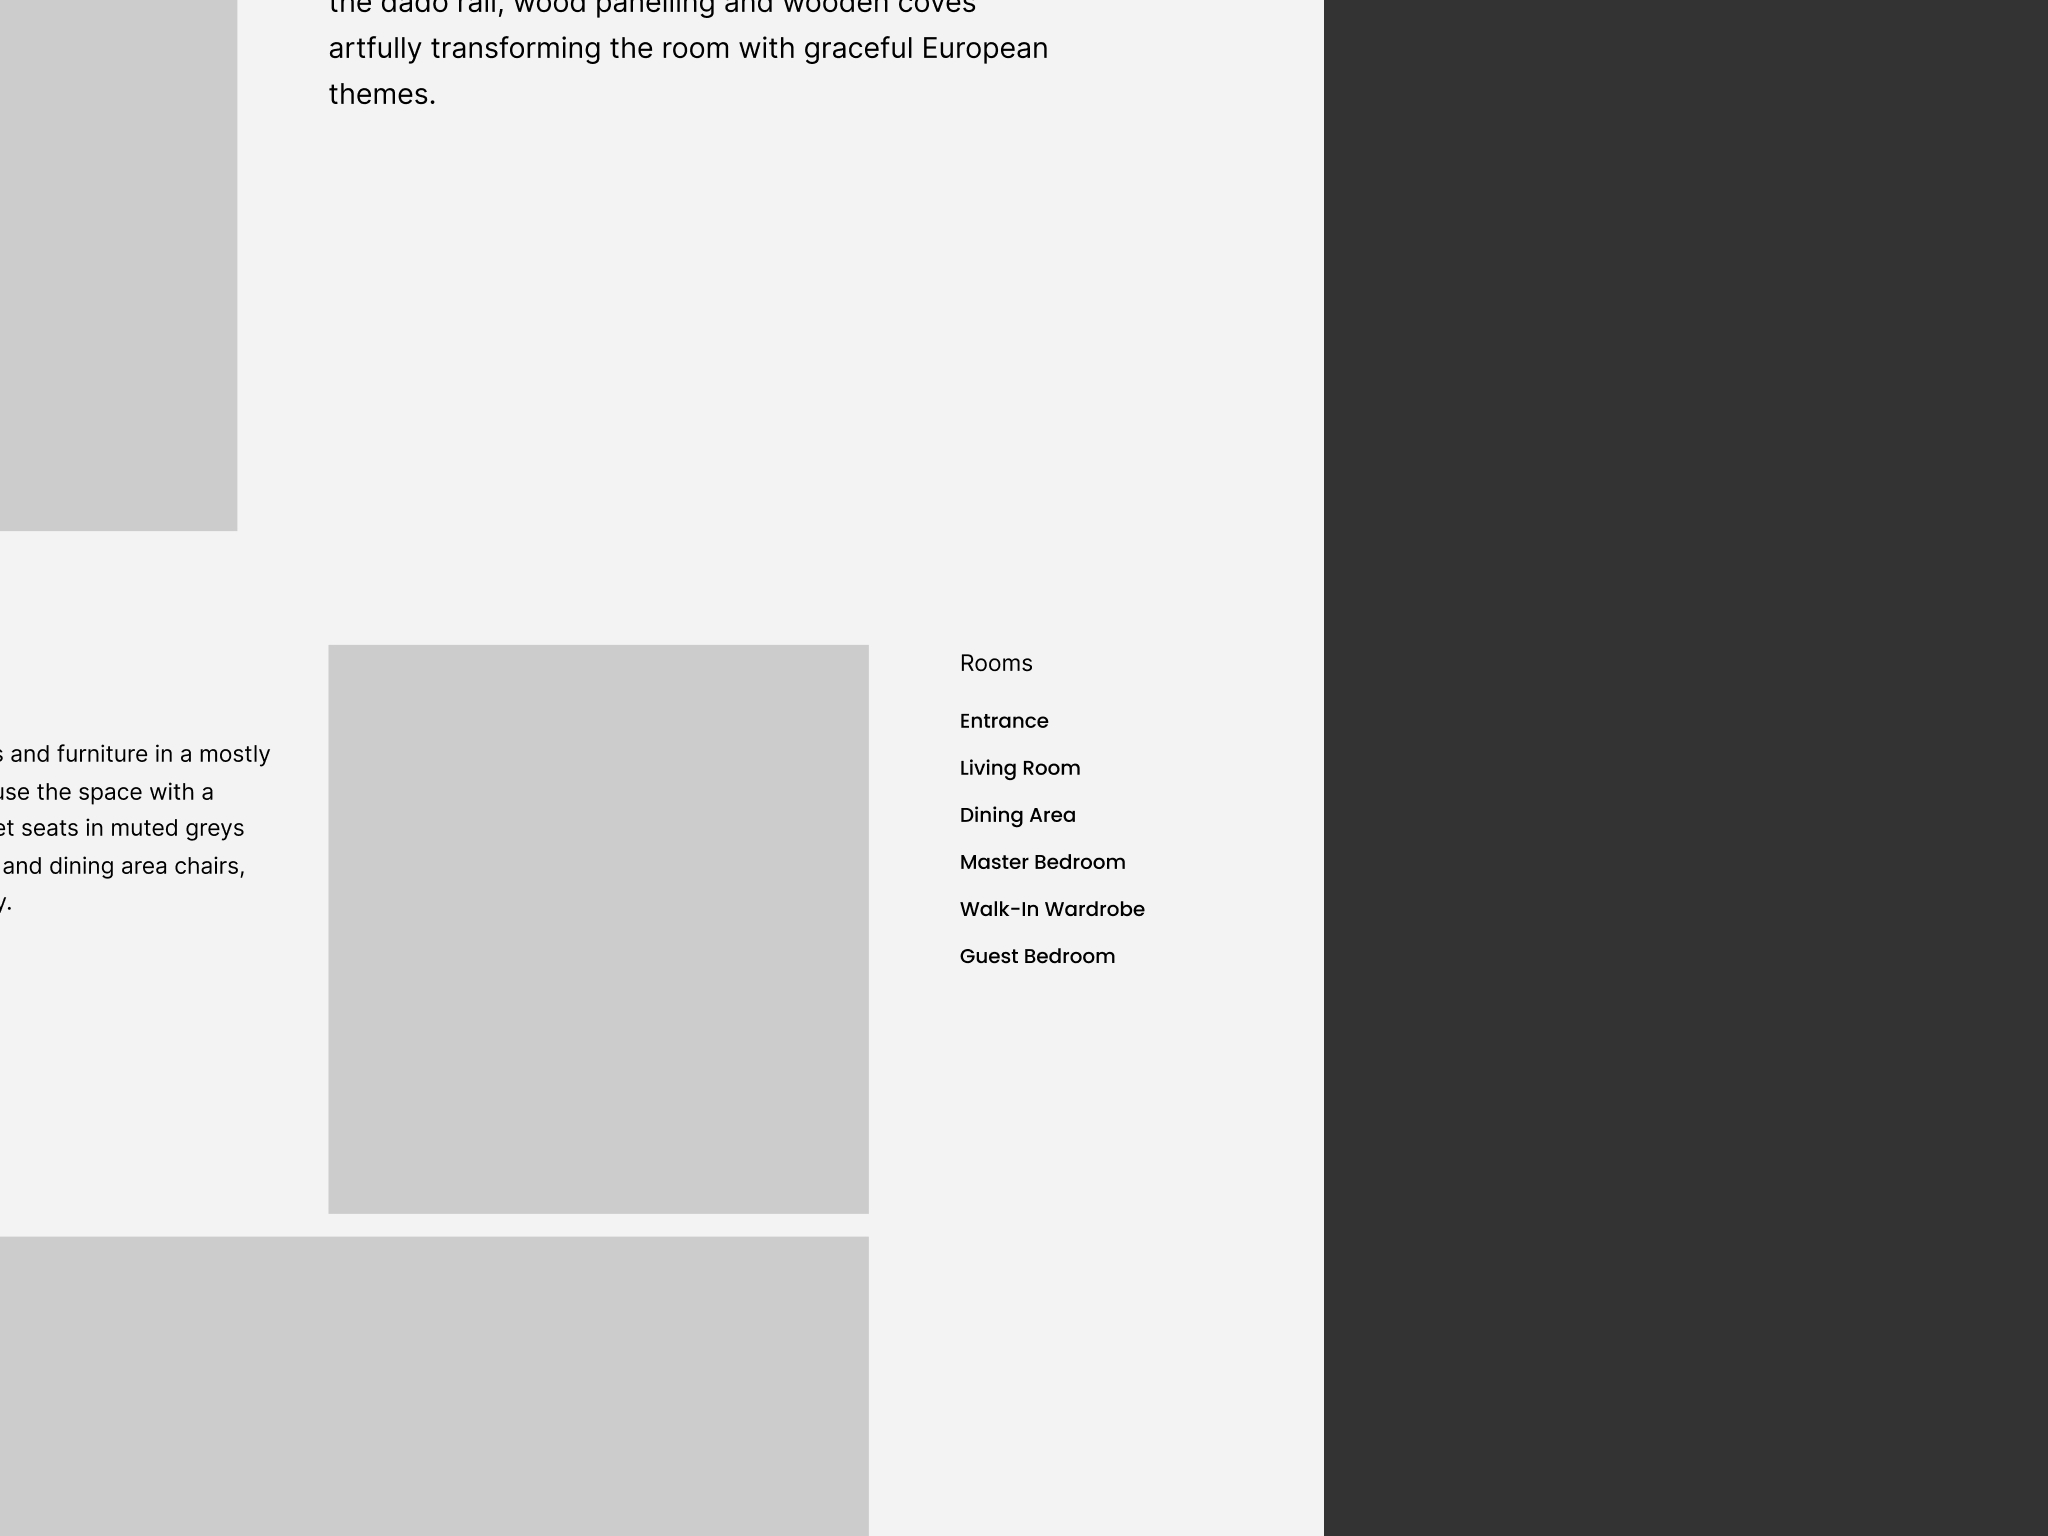 the dado rail, wood panelling and wooden coves
artfully transforming the room with graceful European
themes.
and furniture in a mostly
the space with a
seats in muted greys
and dining area chairs,
Rooms
Entrance
Living Room
Dining Area
Master Bedroom
Walk-In Wardrobe
Guest Bedroom